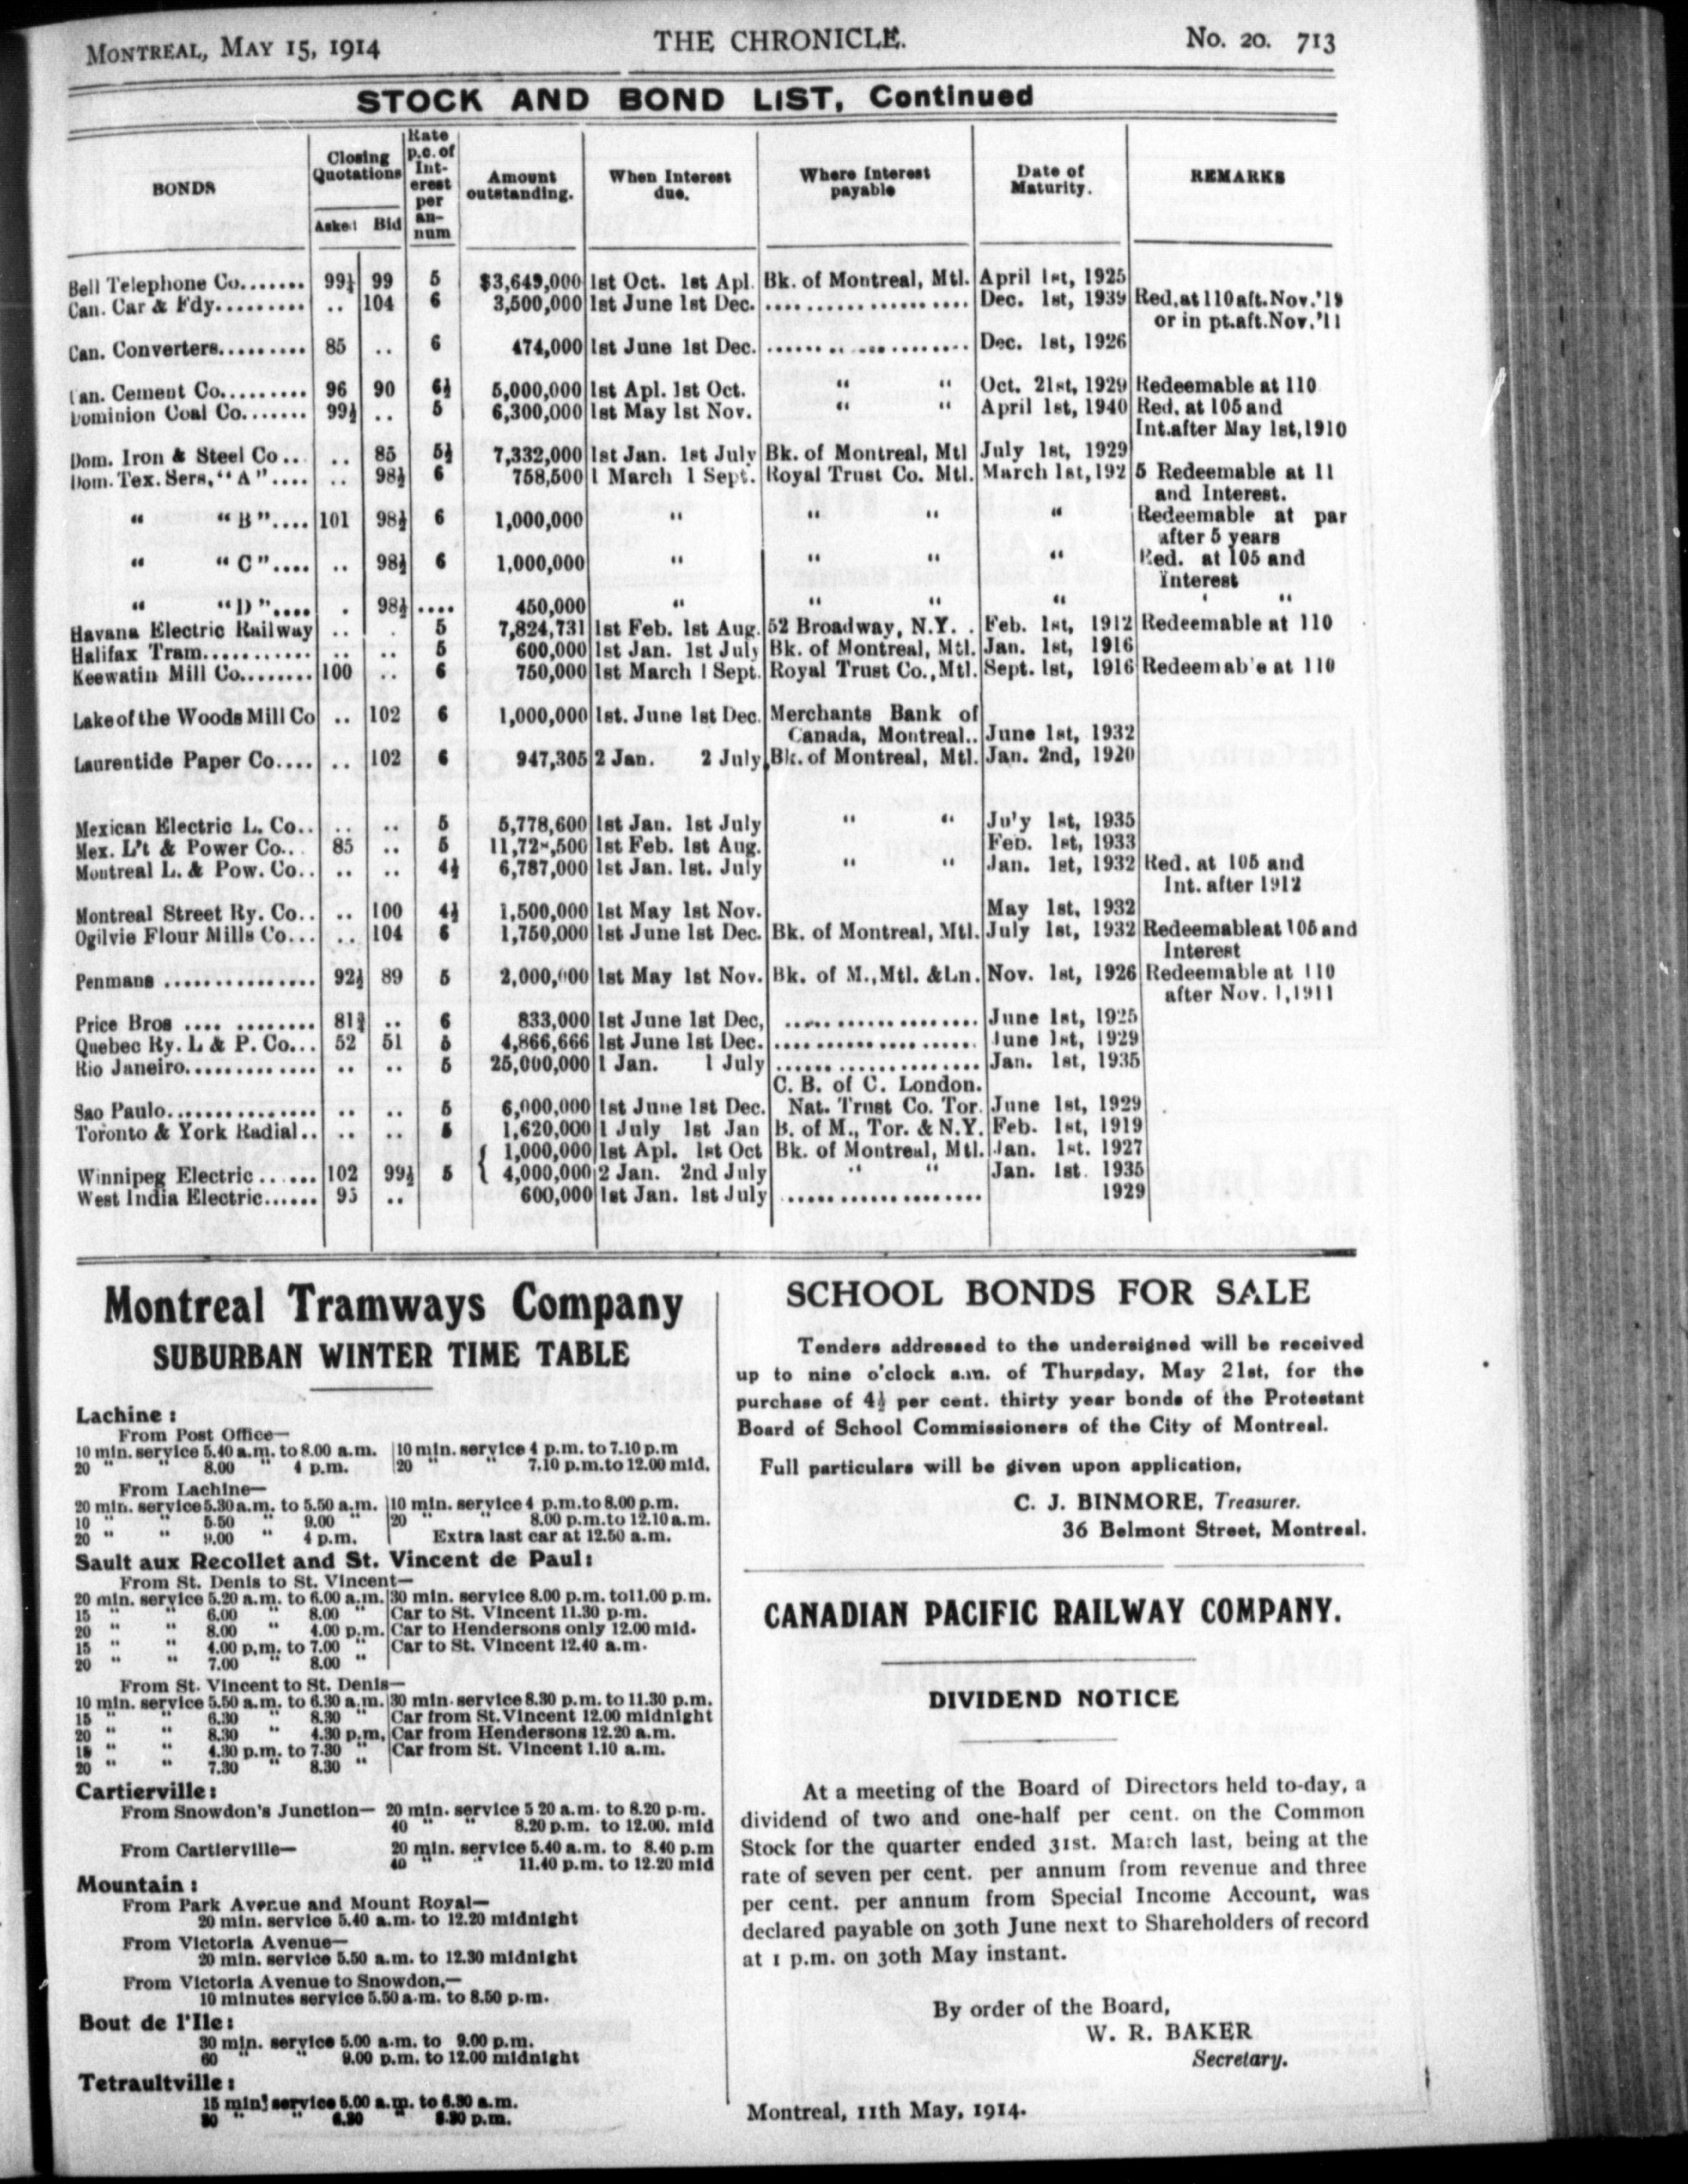 MONTREAL, MAY 15, 1914 THE CHRONICLE. No. 20. 713
STOCK AND BOND LIST, Continued
BONDS Closing Quotations Asked Bid Rate p.c. of Int-erest per an-num Amount outstanding. When Interest due. Where Interest payable Date of Maturity. REMARKS
Bell Telephone Co....... 99½ 99 5 $3,649,000 1st Oct. 1st Apl. Bk. of Montreal, Mtl. April 1st, 1925
Can. Car & Fdy......... .. 104 6 3,500,000 1st June 1st Dec. .................... Dec. 1st, 1939 Red. at 110 aft. Nov.'19
or in pt. aft. Nov.'11
Can. Converters......... 85 .. 6 474,000 1st June 1st Dec. .................... Dec. 1st, 1926
Can. Cement Co......... 96 90 6½ 5,000,000 1st Apl. 1st Oct. “ “ Oct. 21st, 1929 Redeemable at 110
Dominion Coal Co....... 99½ .. 5 6,300,000 1st May 1st Nov. “ “ April 1st, 1940 Red. at 105 and
Int. after May 1st, 1910
Dom. Iron & Steel Co... .. 85 5½ 7,332,000 1st Jan. 1st July Bk. of Montreal, Mtl July 1st, 1929
Dom. Tex. Sers. “A”.... .. 98½ 6 758,500 1 March 1 Sept. Royal Trust Co. Mtl. March 1st, 1925 Redeemable at 11
and Interest.
“ “B”.... 101 98½ 6 1,000,000 “ “ “ “ Redeemable at par
after 5 years
“ “C”.... .. 98½ 6 1,000,000 “ “ “ “ Red. at 105 and
Interest
“ “D”.... . 98½ .... 450,000 “ “ “ “ ' “
Havana Electric Railway .. . 5 7,824,731 1st Feb. 1st Aug. 52 Broadway, N.Y. . Feb. 1st, 1912 Redeemable at 110
Halifax Tram........... .. .. 5 600,000 1st Jan. 1st July Bk. of Montreal, Mtl. Jan. 1st, 1916
Keewatin Mill Co........ 100 .. 6 750,000 1st March 1 Sept. Royal Trust Co., Mtl. Sept. 1st, 1916 Redeemab'e at 110
Lake of the Woods Mill Co .. 102 6 1,000,000 1st. June 1st Dec. Merchants Bank of
Canada, Montreal.. June 1st, 1932
Laurentide Paper Co.... .. 102 6 947,305 2 Jan. 2 July Bk. of Montreal, Mtl. Jan. 2nd, 1920
Mexican Electric L. Co.. .. .. 5 5,778,600 1st Jan. 1st July “ “ Ju'y 1st, 1935
Mex. L't & Power Co.. . 85 .. 5 1st Feb. 1st Aug. Feb. 1st, 1933
Montreal L. & Pow. Co.. .. .. 4½ 6,787,000 1st Jan. 1st. July “ “ Jan. 1st, 1932 Red. at 105 and
Int. after 1912
Montreal Street Ry. Co.. .. 100 4½ 1,500,000 1st May 1st Nov. May 1st, 1932
Ogilvie Flour Mills Co... .. 104 6 1,750,000 1st June 1st Dec. Bk. of Montreal, Mtl. July 1st, 1932 Redeemable at 105 and
Interest
Penmans ............... 92½ 89 5 2,000,000 1st May 1st Nov. Bk. of M., Mtl. & Ln. Nov. 1st, 1926 Redeemable at 110
after Nov. 1, 1911
Price Bros .... ........ 81¾ .. 6 833,000 1st June 1st Dec, .................. June 1st, 1925
Quebec Ry. L & P. Co... 52 51 5 4,866,666 1st June 1st Dec. .................. June 1st, 1929
Rio Janeiro............. .. .. 5 25,000,000 1 Jan. 1 July .................. Jan. 1st, 1935
C. B. of C. London.
Sao Paulo............... .. .. 5 6,000,000 1st June 1st Dec. Nat. Trust Co. Tor. June 1st, 1929
Toronto & York Radial.. .. .. 5 1,620,000 1 July 1st Jan B. of M., Tor. & N.Y. Feb. 1st, 1919
1,000,000 1st Apl. 1st Oct Bk. of Montreal, Mtl. Jan. 1st. 1927
Winnipeg Electric ...... 102 99½ 5 { 4,000,000 2 Jan. 2nd July “ “ Jan. 1st. 1935
West India Electric...... 95 .. 600,000 1st Jan. 1st July .................. 1929
Montreal Tramways Company
SUBURBAN WINTER TIME TABLE
Lachine :
From Post Office—
10 min. service 5.40 a.m. to 8.00 a.m. 10 min. service 4 p.m. to 7.10 p.m
20 “ “ 8.00 “ 4 p.m. 20 “ “ 7.10 p.m. to 12.00 mid.
From Lachine—
20 min. service 5.30 a.m. to 5.50 a.m. 10 min. service 4 p.m. to 8.00 p.m.
10 “ “ 5.50 “ 9.00 “ 20 “ “ 8.00 p.m. to 12.10 a.m.
20 “ “ 9.00 “ 4 p.m. Extra last car at 12.50 a.m.
Sault aux Recollet and St. Vincent de Paul:
From St. Denis to St. Vincent—
20 min. service 5.20 a.m. to 6.00 a.m. 30 min. service 8.00 p.m. to 11.00 p.m.
15 “ “ 6.00 “ 8.00 “ Car to St. Vincent 11.30 p.m.
20 “ “ 8.00 “ 4.00 p.m. Car to Hendersons only 12.00 mid.
15 “ “ 4.00 p.m. to 7.00 “ Car to St. Vincent 12.40 a.m.
20 “ “ 7.00 “ 8.00 “
From St. Vincent to St. Denis—
10 min. service 5.50 a.m. to 6.30 a.m. 30 min. service 8.30 p.m. to 11.30 p.m.
15 “ “ 6.30 “ 8.30 “ Car from St. Vincent 12.00 midnight
20 “ “ 8.30 “ 4.30 p.m. Car from Hendersons 12.20 a.m.
15 “ “ 4.30 p.m. to 7.30 “ Car from St. Vincent 1.10 a.m.
20 “ “ 7.30 “ 8.30 “
Cartierville:
From Snowdon's Junction— 20 min. service 5 20 a.m. to 8.20 p.m.
40 “ “ 8.20 p.m. to 12.00. mid
From Cartierville— 20 min. service 5.40 a.m. to 8.40 p.m
40 “ “ 11.40 p.m. to 12.20 mid
Mountain :
From Park Avenue and Mount Royal—
20 min. service 5.40 a.m. to 12.20 midnight
From Victoria Avenue—
20 min. service 5.50 a.m. to 12.30 midnight
From Victoria Avenue to Snowdon,—
10 minutes service 5.50 a.m. to 8.50 p.m.
Bout de l'Ile:
30 min. service 5.00 a.m. to 9.00 p.m.
60 “ “ 9.00 p.m. to 12.00 midnight
Tetraultville:
15 min. service 5.00 a.m. to 6.30 a.m.
30 “ “ 6.30 “ 8.30 p.m.
SCHOOL BONDS FOR SALE
Tenders addressed to the undersigned will be received
up to nine o'clock a.m. of Thursday, May 21st, for the
purchase of 4½ per cent. thirty year bonds of the Protestant
Board of School Commissioners of the City of Montreal.
Full particulars will be given upon application,
C. J. BINMORE, Treasurer.
36 Belmont Street, Montreal.
CANADIAN PACIFIC RAILWAY COMPANY.
DIVIDEND NOTICE
At a meeting of the Board of Directors held to-day, a
dividend of two and one-half per cent. on the Common
Stock for the quarter ended 31st. March last, being at the
rate of seven per cent. per annum from revenue and three
per cent. per annum from Special Income Account, was
declared payable on 30th June next to Shareholders of record
at 1 p.m. on 30th May instant.
By order of the Board,
W. R. BAKER
Secretary.
Montreal, 11th May, 1914.